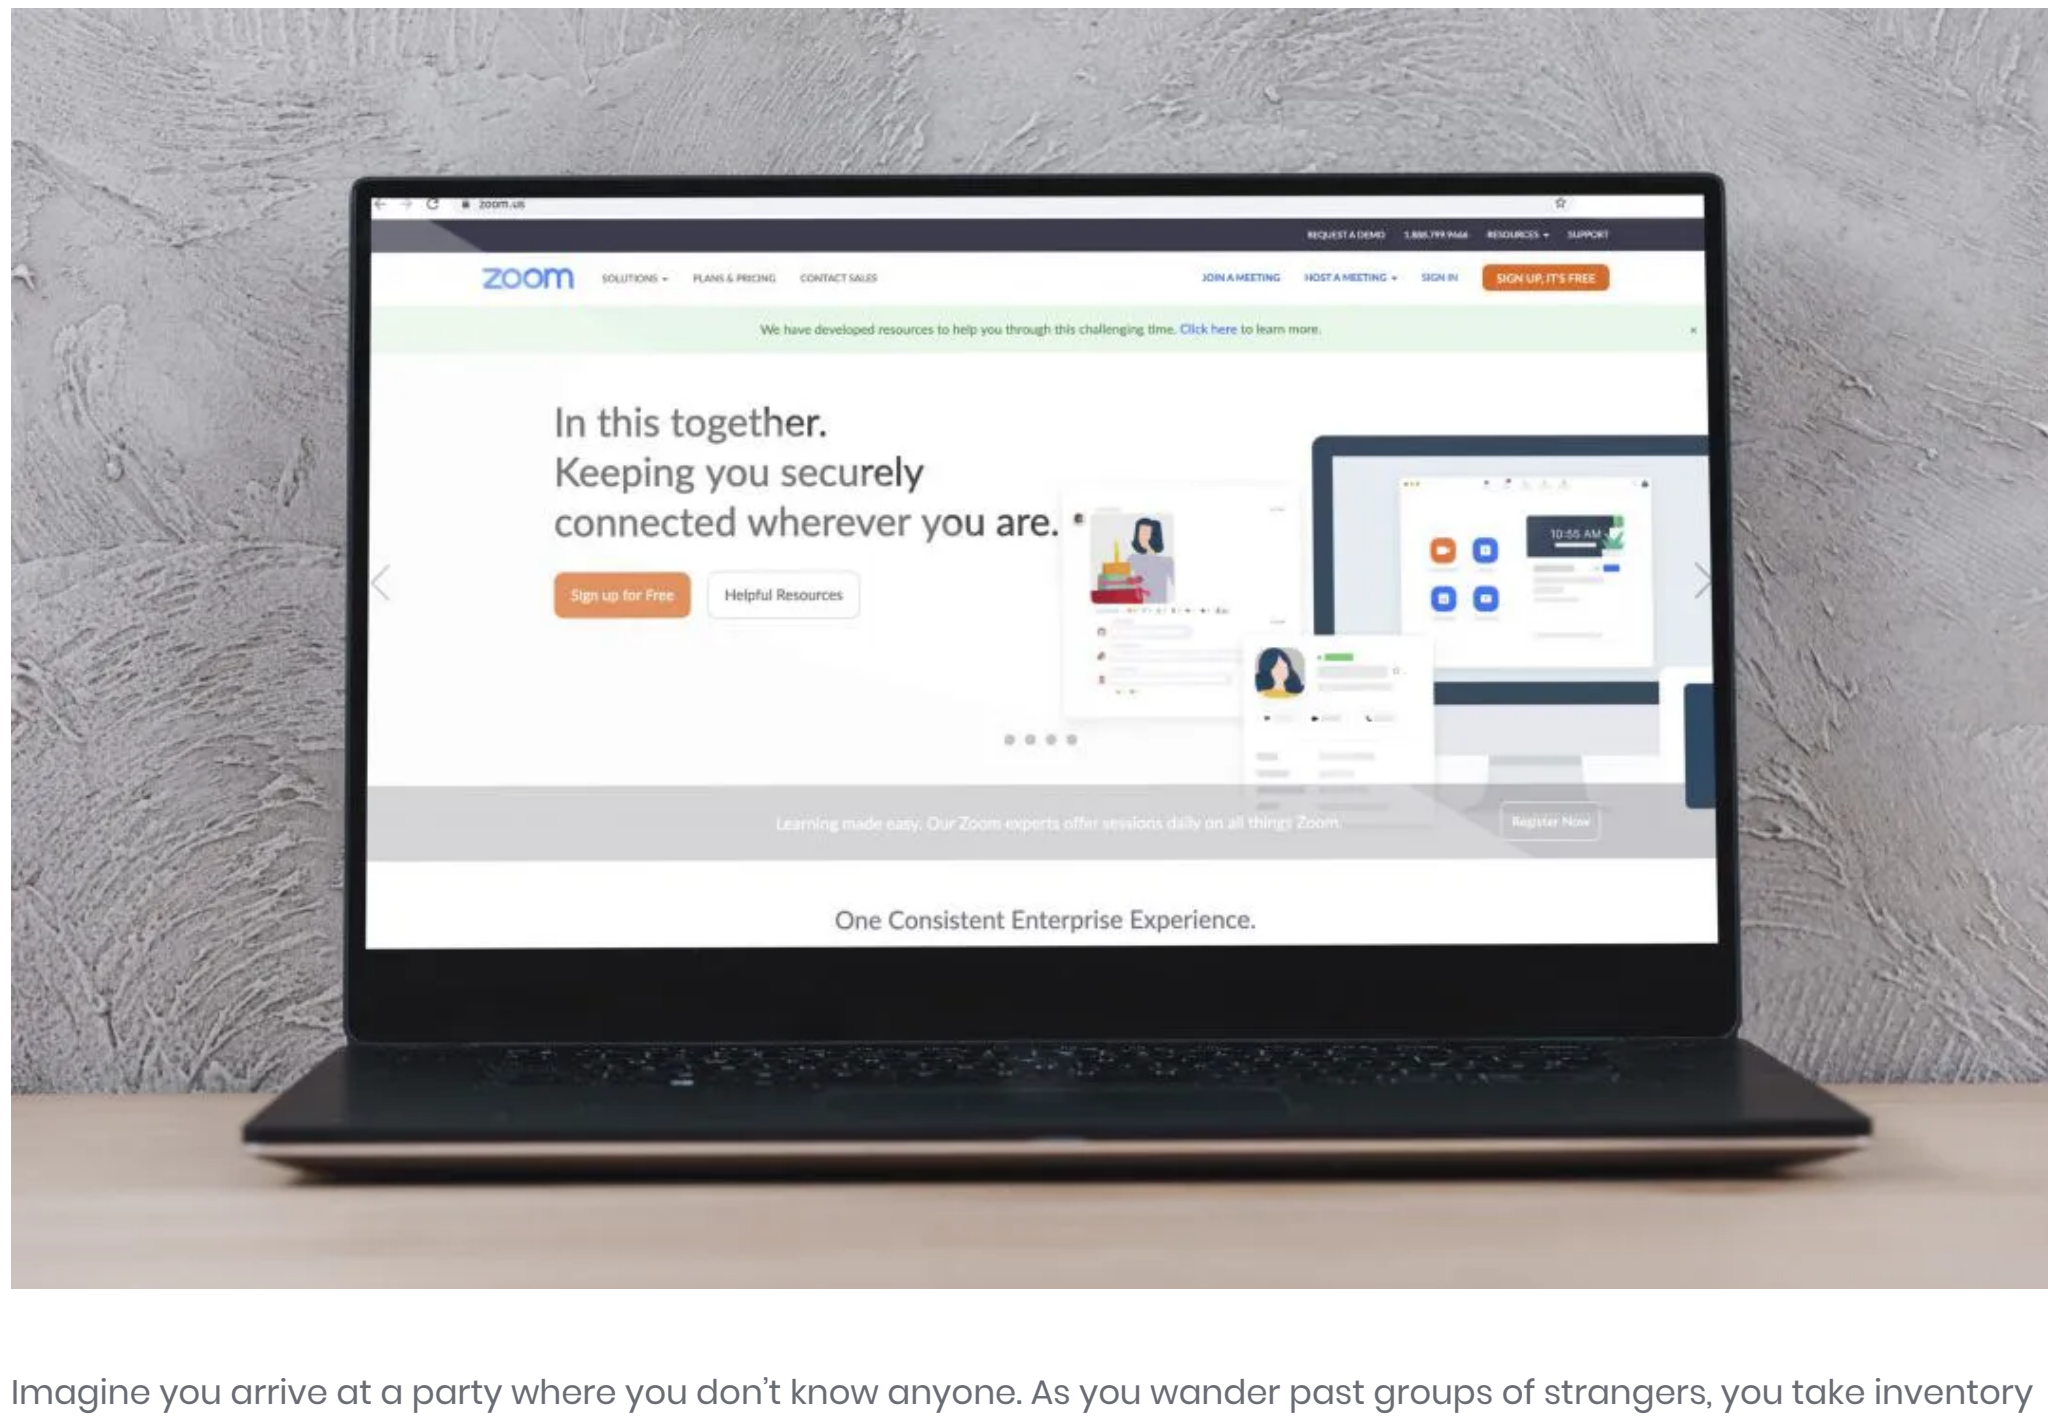 zoom.us
REQUEST A DEMO 1.888.799.9666 RESOURCES SUPPORT
zoom SOLUTIONS PLANS & PRICING CONTACT SALES JOIN A MEETING HOST A MEETING SIGN IN SIGN UP, IT'S FREE
We have developed resources to help you through this challenging time. Click here to learn more.
In this together.
Keeping you securely
connected wherever you are.
10:55 AM
Sign up for Free Helpful Resources
Learning made easy. Our Zoom experts offer sessions daily on all things Zoom. Register Now
One Consistent Enterprise Experience.
Imagine you arrive at a party where you don't know anyone. As you wander past groups of strangers, you take inventory